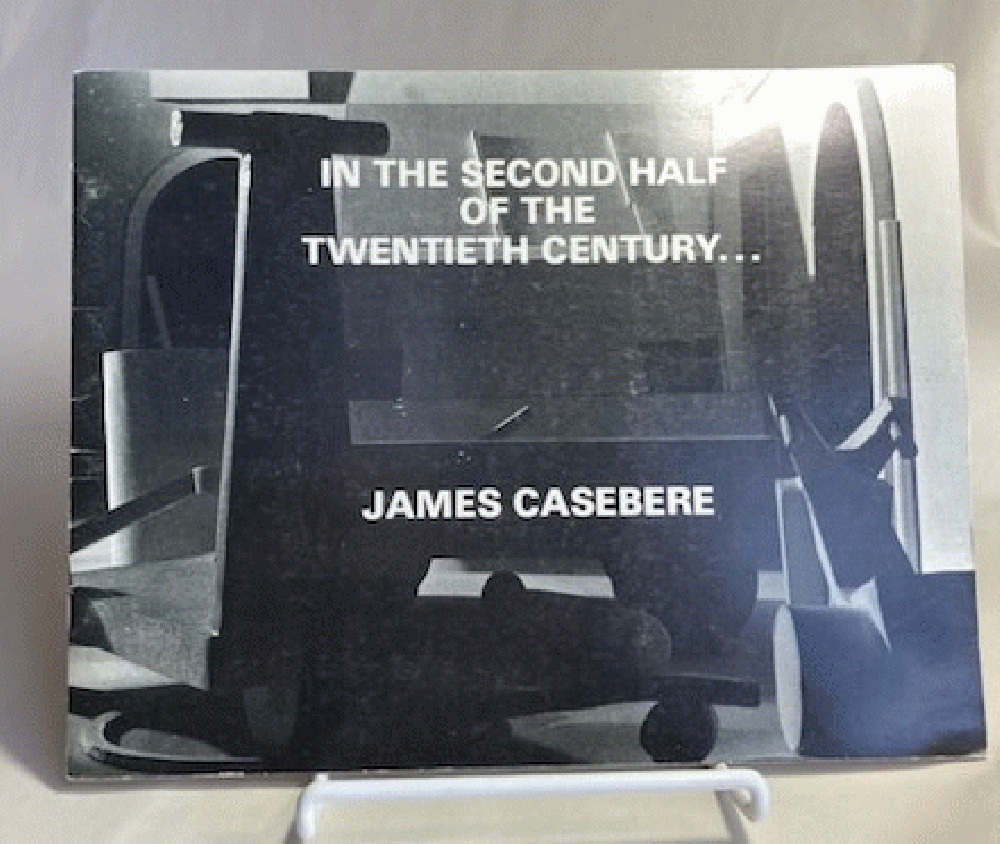 IN THE SECOND HALF
OF THE
TWENTIETH CENTURY...
JAMES CASEBERE